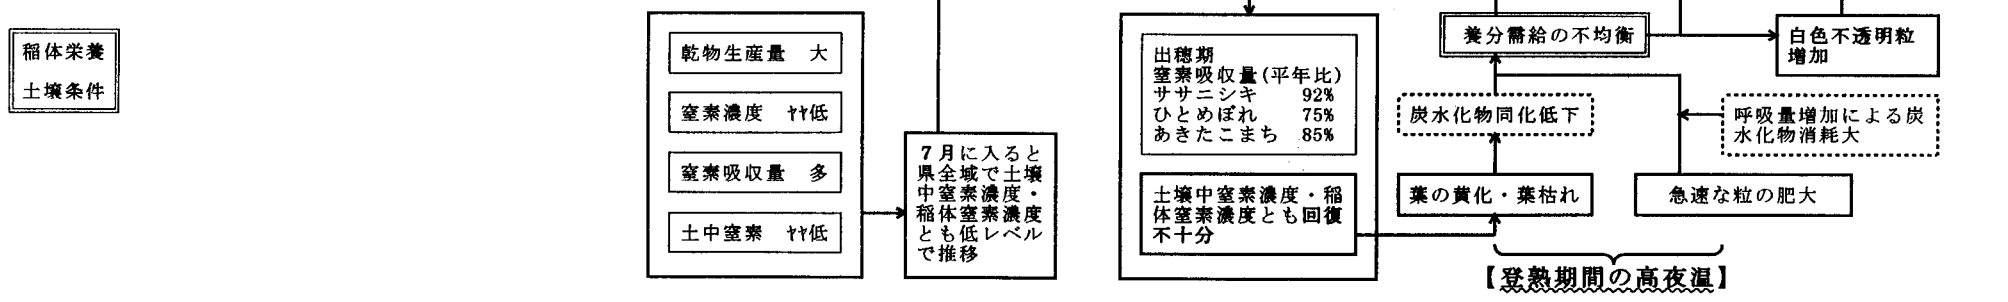 稲体栄養
土壌条件
乾物生産量　大
窒素濃度　ﾔﾔ低
窒素吸収量　多
土中窒素　ﾔﾔ低
７月に入ると
県全域で土壌
中窒素濃度・
稲体窒素濃度
とも低レベル
で推移
出穂期
窒素吸収量(平年比)
ササニシキ　92%
ひとめぼれ　75%
あきたこまち　85%
土壌中窒素濃度・稲
体窒素濃度とも回復
不十分
養分需給の不均衡
炭水化物同化低下
葉の黄化・葉枯れ
白色不透明粒
増加
呼吸量増加による炭
水化物消耗大
急速な粒の肥大
【登熟期間の高夜温】